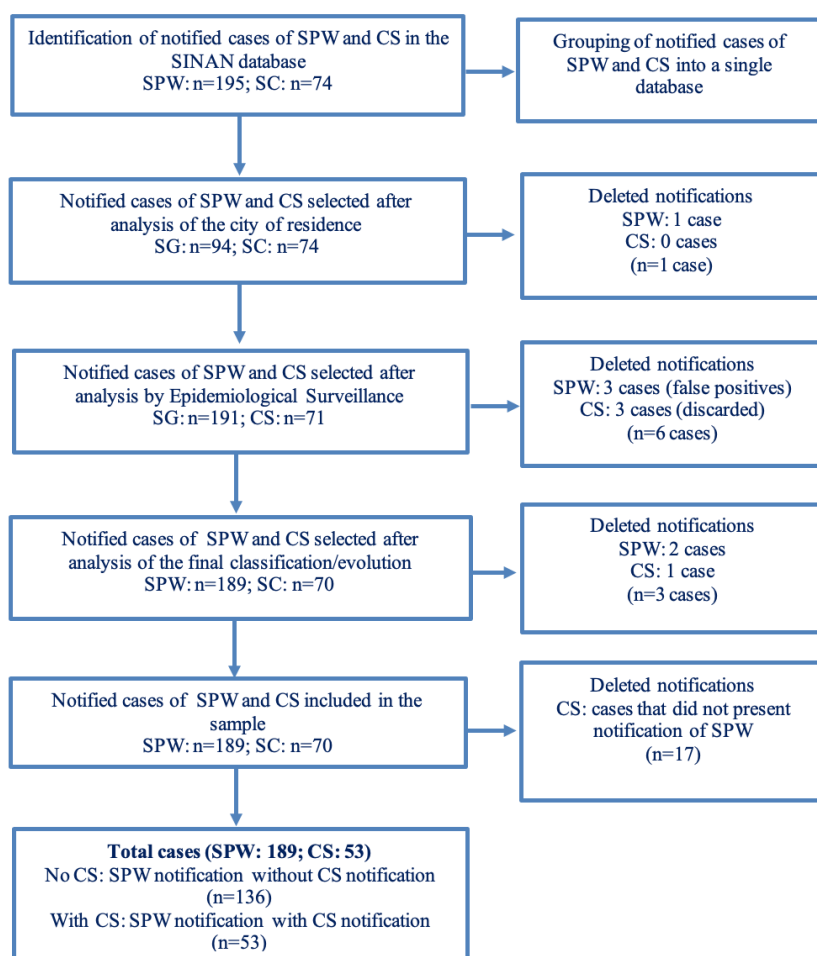 Identification of notified cases of SPW and CS in the
SINAN database
SPW: n=195; SC: n=74
Grouping of notified cases of
SPW and CS into a single
database
Notified cases of SPW and CS selected after
analysis of the city of residence
SG: n=94; SC: n=74
Deleted notifications
SPW: 1 case
CS: 0 cases
(n=1 case)
Notified cases of SPW and CS selected after
analysis by Epidemiological Surveillance
SG: n=191; CS: n=71
Deleted notifications
SPW: 3 cases (false positives)
CS: 3 cases (discarded)
(n=6 cases)
Notified cases of SPW and CS selected after
analysis of the final classification/evolution
SPW: n=189; SC: n=70
Deleted notifications
SPW: 2 cases
CS: 1 case
(n=3 cases)
Notified cases of SPW and CS included in the
sample
SPW: n=189; SC: n=70
Deleted notifications
CS: cases that did not present
notification of SPW
(n=17)
Total cases (SPW: 189; CS: 53)
No CS: SPW notification without CS notification
(n=136)
With CS: SPW notification with CS notification
(n=53)